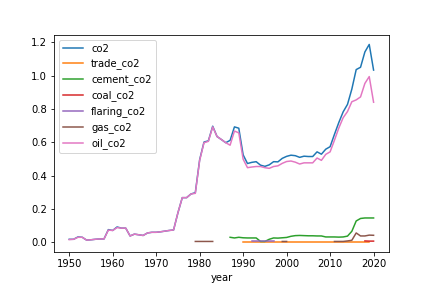 co2
trade_co2
cement_co2
coal_co2
flaring_co2
gas_co2
oil_co2
1.2
1.0
0.8
0.6
0.4
0.2
0.0
1950 1960 1970 1980 1990 2000 2010 2020
year